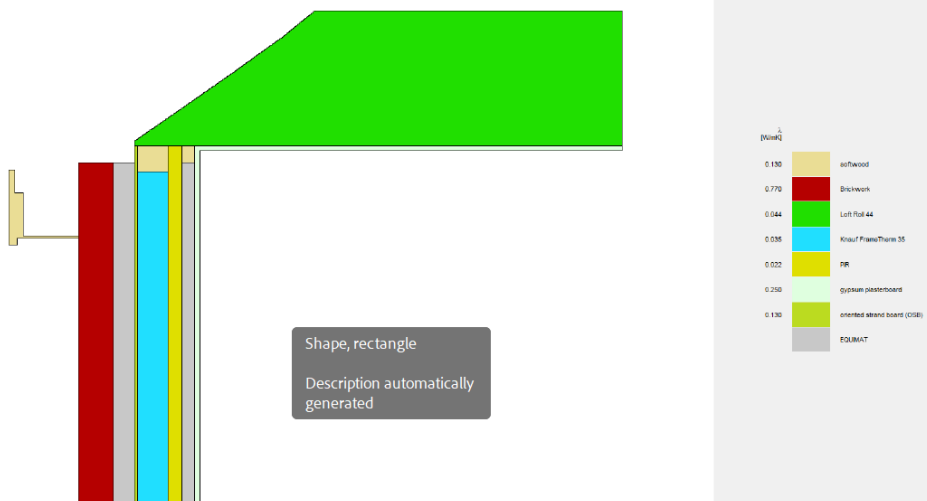 λ
[W/mK]
0.130 softwood
0.770 Brickwork
0.044 Loft Roll 44
0.035 Knauf FrameTherm 35
0.022 PIR
0.250 gypsum plasterboard
0.130 oriented strand board (OSB)
EQUIMAT
Shape, rectangle
Description automatically
generated